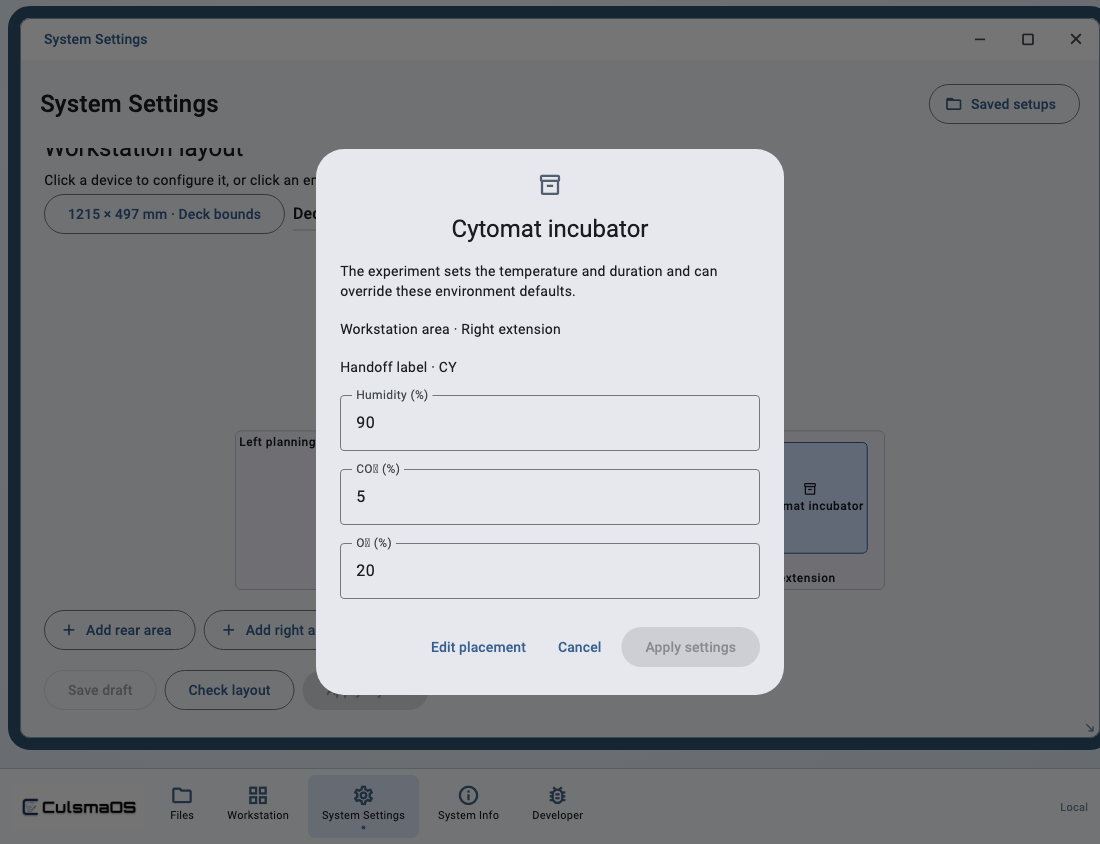 System Settings
System Settings
Saved setups
Workstation layout
Click a device to configure it, or click an
1215 × 497 mm · Deck bounds
Cytomat incubator
The experiment sets the temperature and duration and can
override these environment defaults.
Workstation area · Right extension
Handoff label · CY
Humidity (%)
90
CO▯ (%)
5
O▯ (%)
20
Left planning
mat incubator
extension
Add rear area
Add right a
Edit placement
Cancel
Apply settings
Save draft
Check layout
CulsmaOS
Files
Workstation
System Settings
System Info
Developer
Local